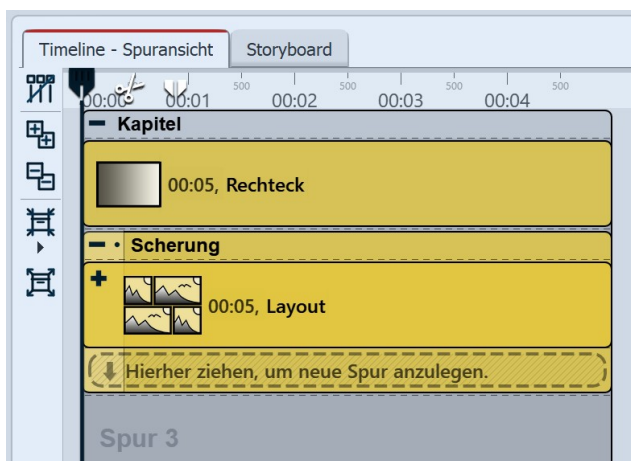 Timeline - Spuransicht
Storyboard
500 500 500 500
00:00 00:01 00:02 00:03 00:04
Kapitel
00:05, Rechteck
Scherung
00:05, Layout
Hierher ziehen, um neue Spur anzulegen.
Spur 3